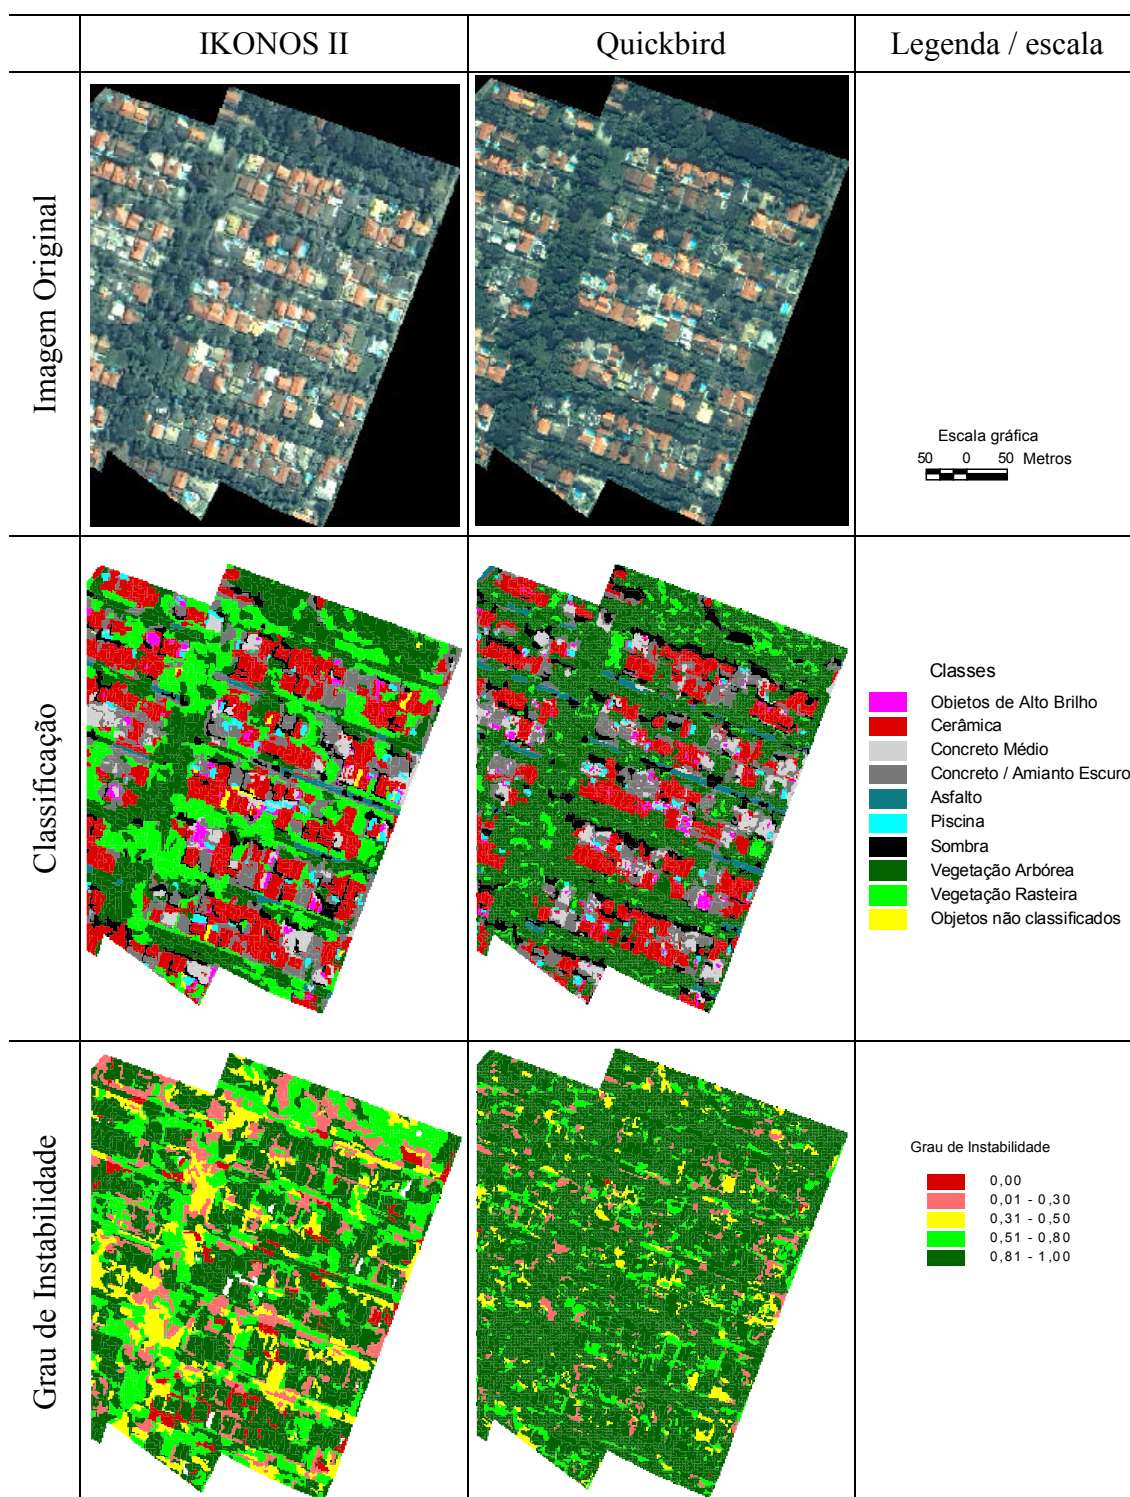 IKONOS II
Quickbird
Legenda / escala
Imagem Original
Escala gráfica
50 0 50 Metros
Classificação
Classes
Objetos de Alto Brilho
Cerâmica
Concreto Médio
Concreto / Amianto Escuro
Asfalto
Piscina
Sombra
Vegetação Arbórea
Vegetação Rasteira
Objetos não classificados
Grau de Instabilidade
Grau de Instabilidade
0,00
0,01 - 0,30
0,31 - 0,50
0,51 - 0,80
0,81 - 1,00